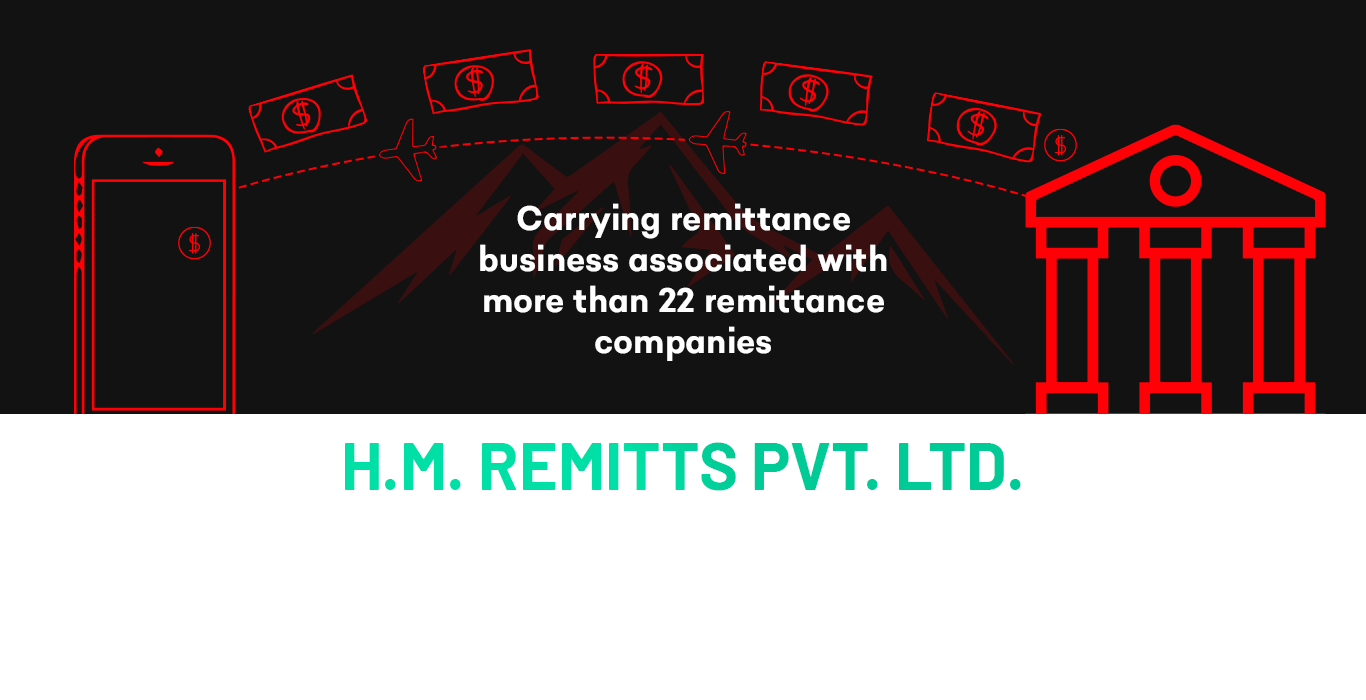 Carrying remittance
business associated with
more than 22 remittance
companies
H.M. REMITTS PVT. LTD.